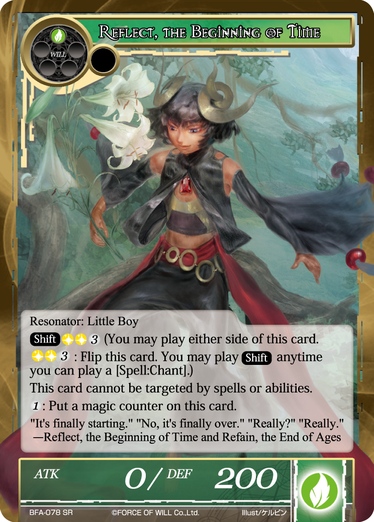 Reflect, the Beginning of Time
WILL
Resonator: Little Boy
Shift 3 (You may play either side of this card.
3 : Flip this card. You may play Shift anytime
you can play a [Spell:Chant].)
This card cannot be targeted by spells or abilities.
1 : Put a magic counter on this card.
"It's finally starting." "No, it's finally over." "Really?" "Really."
—Reflect, the Beginning of Time and Refain, the End of Ages
ATK 0 / DEF 200
BFA-078 SR ©FORCE OF WILL Co.,Ltd. Illust/ケルビン